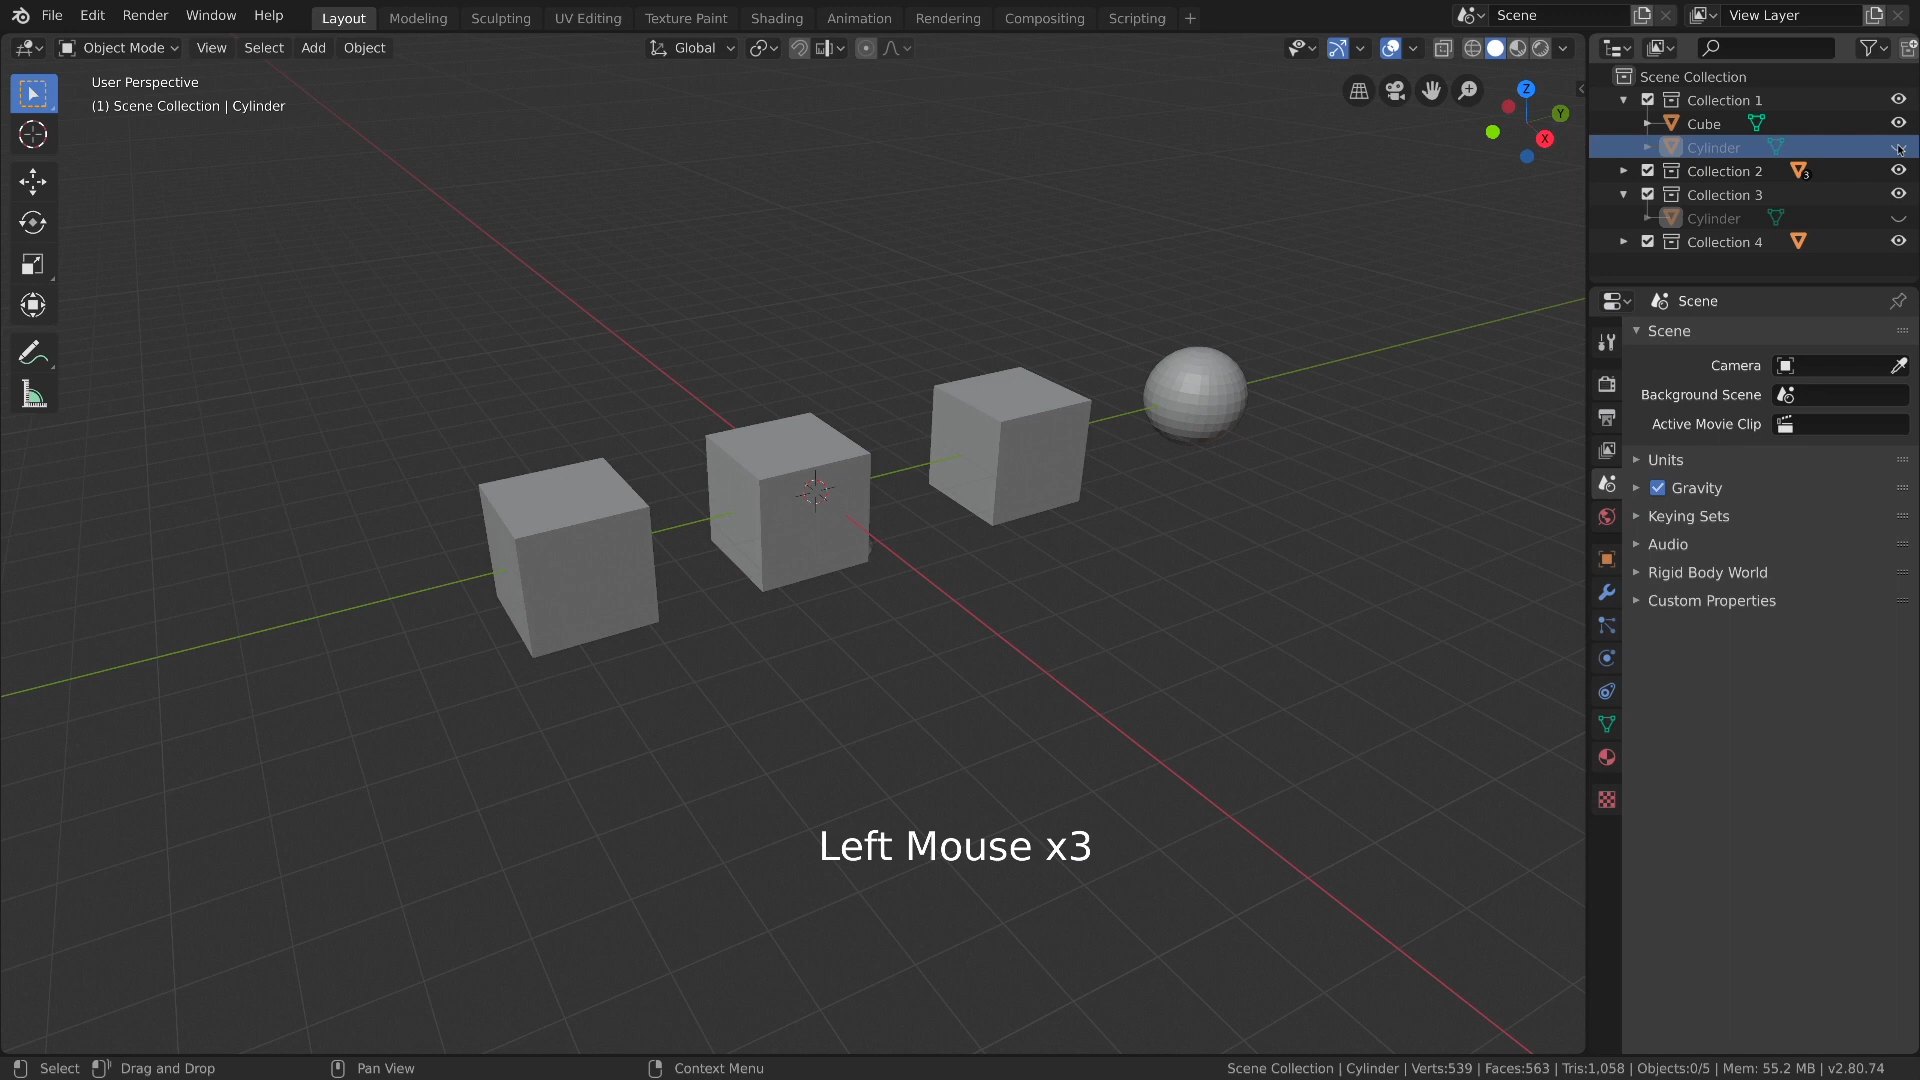 File Edit Render Window Help Layout Modeling Sculpting UV Editing Texture Paint Shading Animation Rendering Compositing Scripting + Scene View Layer
Object Mode View Select Add Object Global
User Perspective
(1) Scene Collection | Cylinder
Z
Y
X
Scene Collection
Collection 1
Cube
Cylinder
Collection 2 3
Collection 3
Cylinder
Collection 4
Scene
Scene
Camera
Background Scene
Active Movie Clip
Units
Gravity
Keying Sets
Audio
Rigid Body World
Custom Properties
Left Mouse x3
Select Drag and Drop Pan View Context Menu Scene Collection | Cylinder | Verts:539 | Faces:563 | Tris:1,058 | Objects:0/5 | Mem: 55.2 MB | v2.80.74